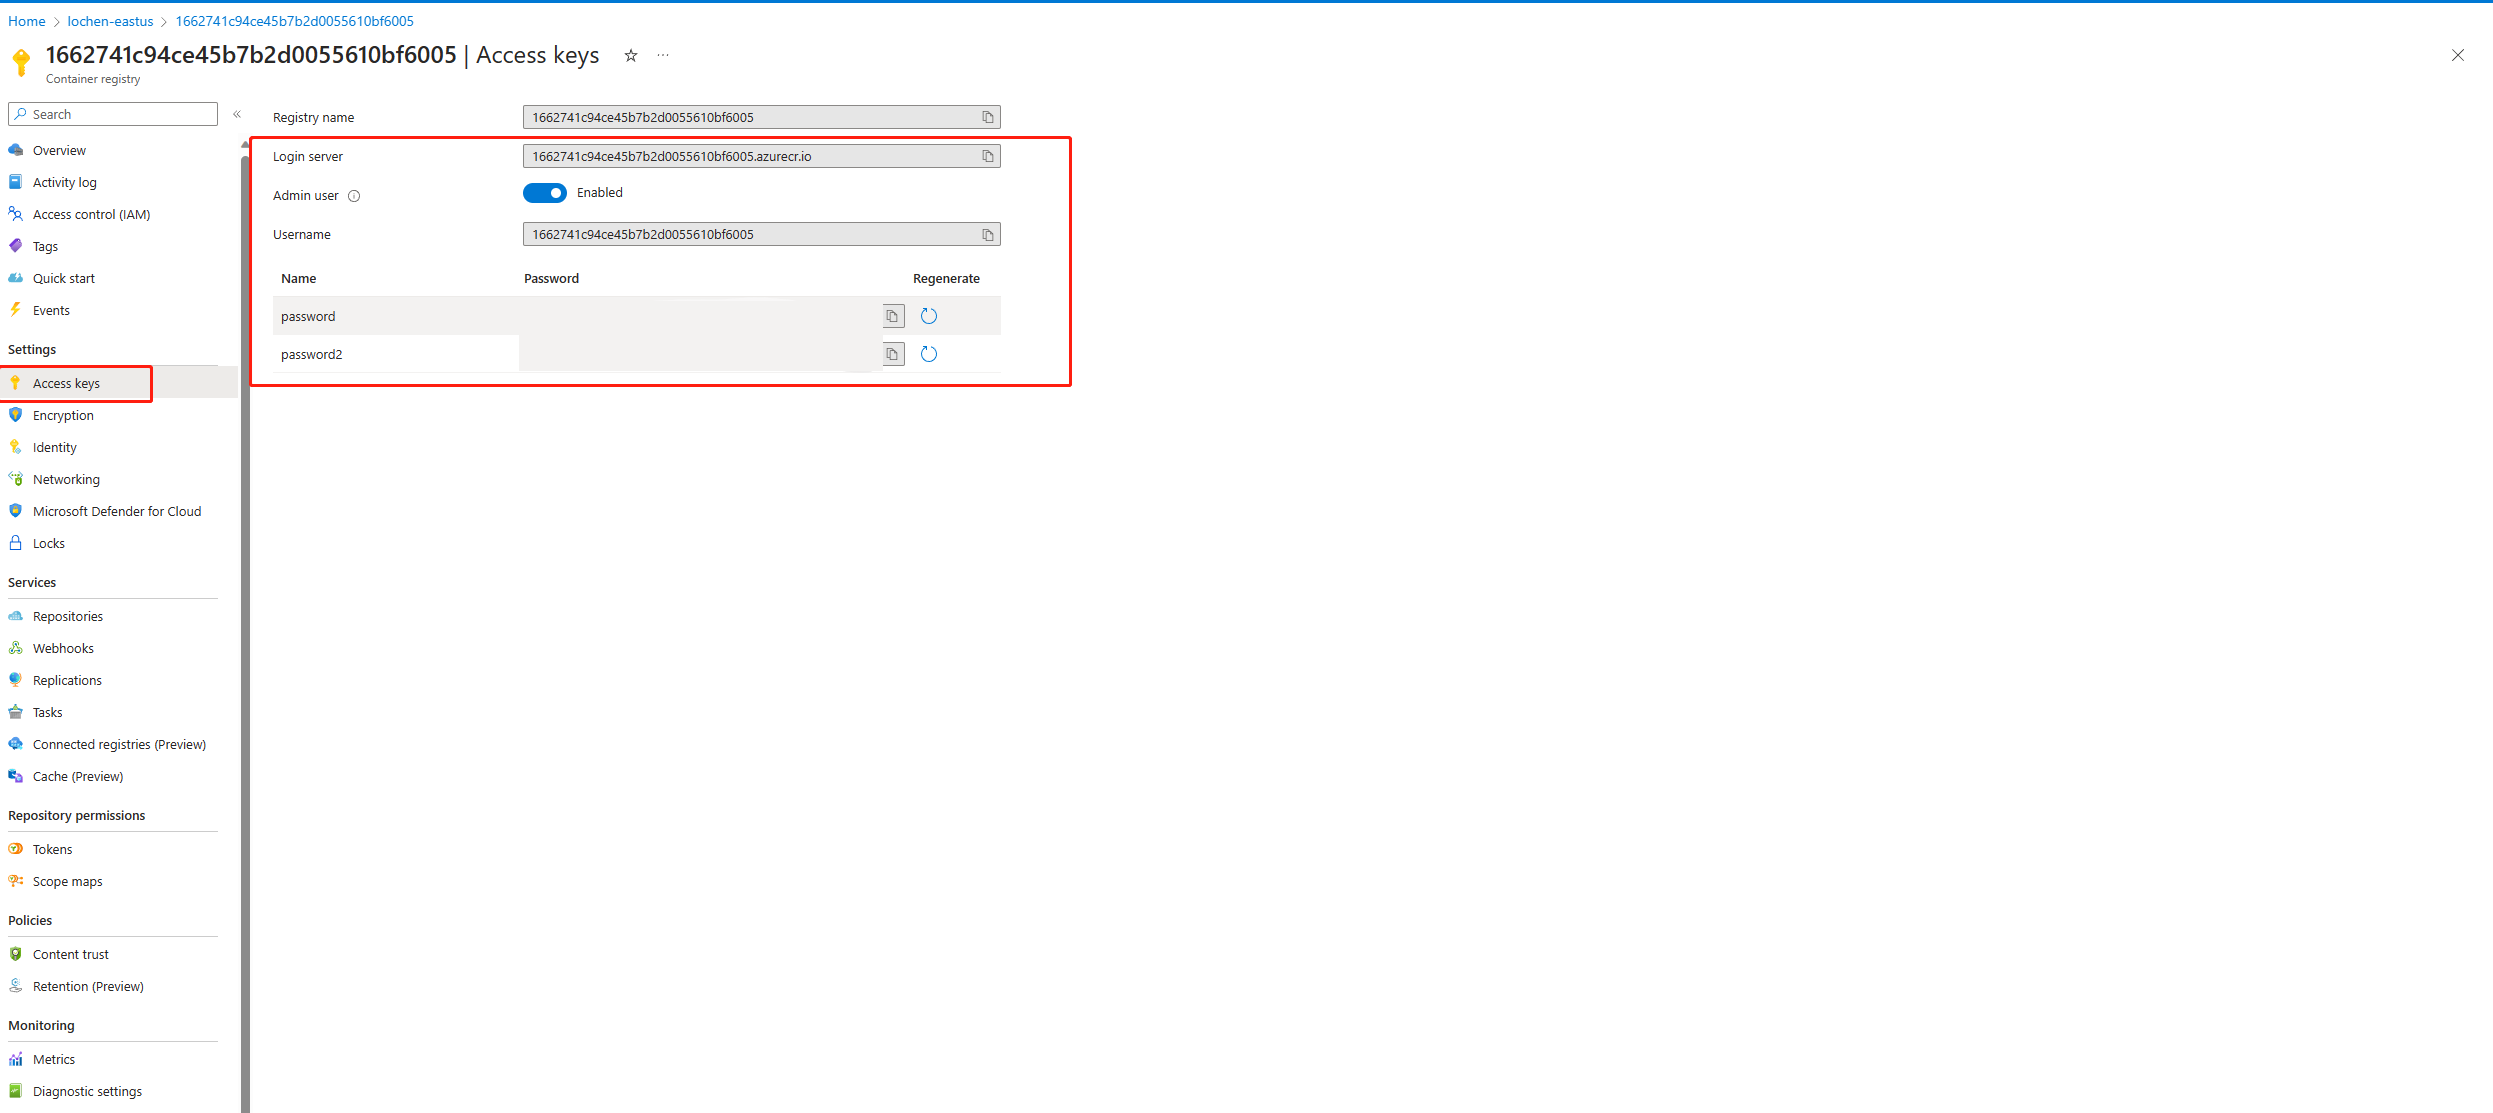 Home > lochen-eastus > 1662741c94ce45b7b2d0055610bf6005
1662741c94ce45b7b2d0055610bf6005 | Access keys
Container registry
Search
Overview
Activity log
Access control (IAM)
Tags
Quick start
Events
Settings
Access keys
Encryption
Identity
Networking
Microsoft Defender for Cloud
Locks
Services
Repositories
Webhooks
Replications
Tasks
Connected registries (Preview)
Cache (Preview)
Repository permissions
Tokens
Scope maps
Policies
Content trust
Retention (Preview)
Monitoring
Metrics
Diagnostic settings
Registry name 1662741c94ce45b7b2d0055610bf6005
Login server 1662741c94ce45b7b2d0055610bf6005.azurecr.io
Admin user Enabled
Username 1662741c94ce45b7b2d0055610bf6005
Name Password Regenerate
password
password2